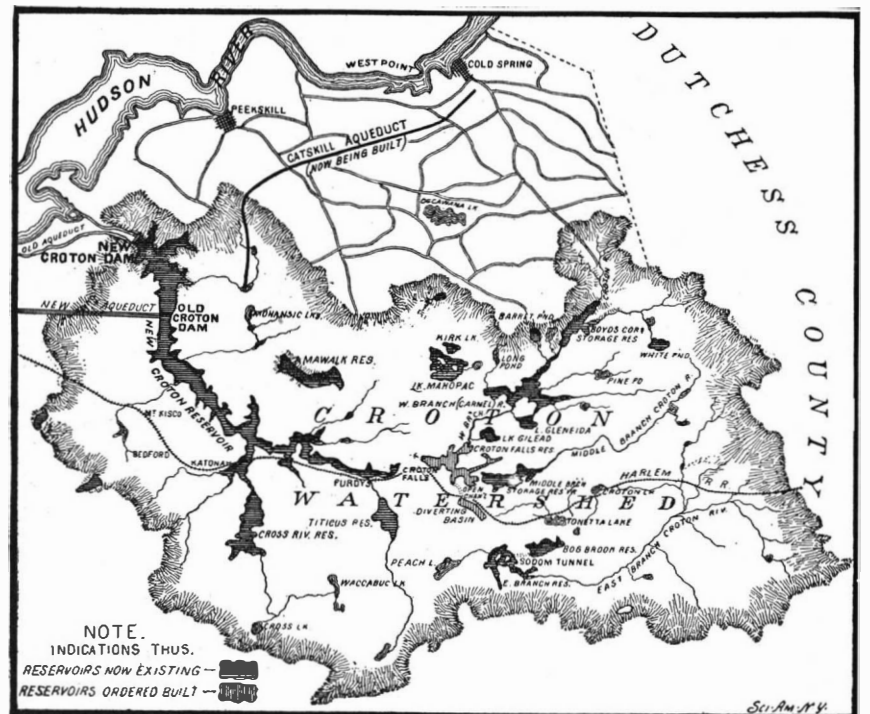 HUDSON
RIVER
WEST POINT
COLD SPRING
PEEKSKILL
CATSKILL AQUEDUCT
(NOW BEING BUILT)
DUTCHESS
COUNTY
OLD AQUEDUCT
NEW
CROTON DAM
NEW AQUEDUCT
OLD
CROTON
DAM
NEW
CROTON RESERVOIR
AMAWALK RES.
KIRK LK.
LK. MAHOPAC
BARRET PND
LONG
POND
BOYDS COR'S
STORAGE RES
WHITE PND.
PINE PD
W. BRANCH (CARMEL) R.
L. GLENEIDA
LK GILEAD
CROTON FALLS RES.
MIDDLE BRANCH CROTON R.
MT KISCO
BEDFORD
KATONAH
PURDYS
CROTON
FALLS
CROTON
WATERSHED
STORAGE RES
DIVERTING
BASIN
HARLEM
R.R.
CROTON LK
TONETTA LAKE
TITICUS RES.
CROSS RIV. RES.
PEACH L.
BOG BROOK RES.
SODOM TUNNEL
E. BRANCH RES.
EAST BRANCH CROTON RIV.
WACCABUC LK
CROSS LK.
NOTE.
INDICATIONS THUS.
RESERVOIRS NOW EXISTING
RESERVOIRS ORDERED BUILT
SCI-AM-N.Y.